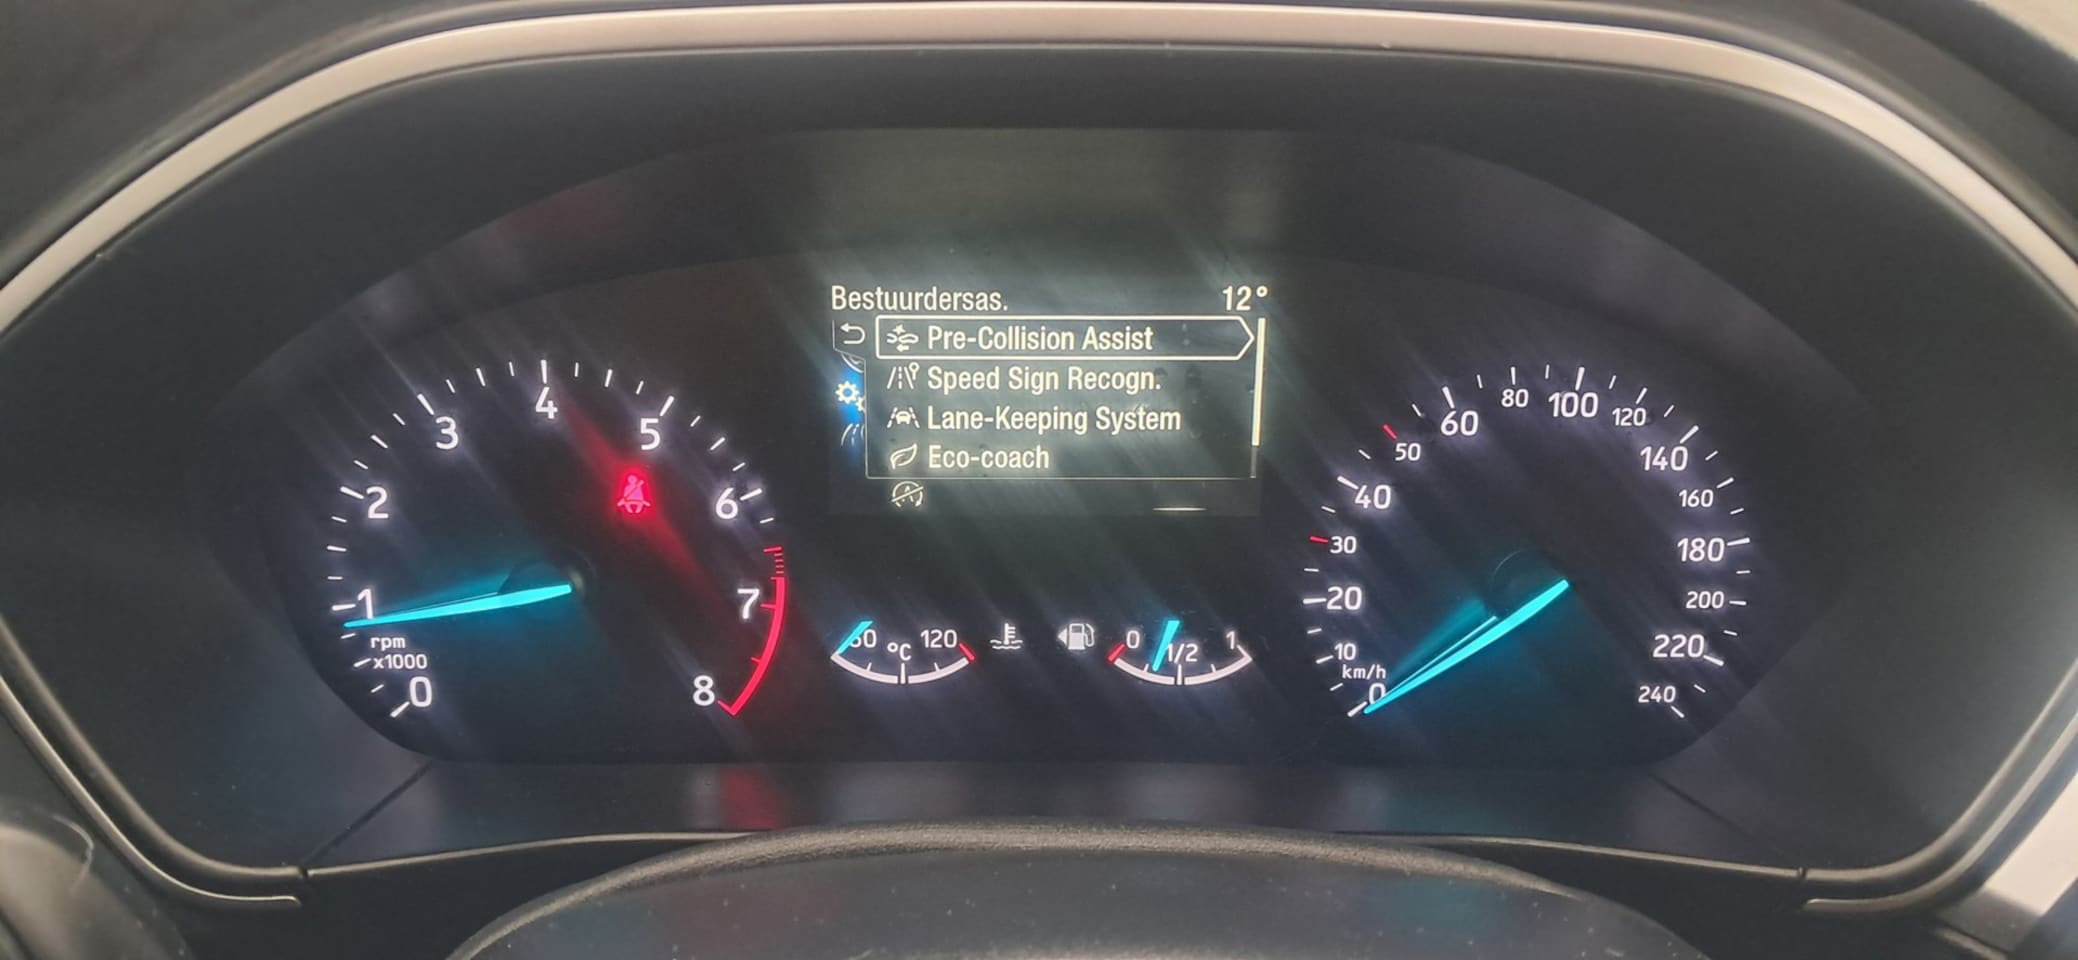 Bestuurdersas. 12°
Pre-Collision Assist
Speed Sign Recogn.
Lane-Keeping System
Eco-coach
0
1
2
3
4
5
6
7
8
rpm
x1000
°C 120
0 1/2 1
0
10
20
30
40
50
60
80
100
120
140
160
180
200
220
240
km/h